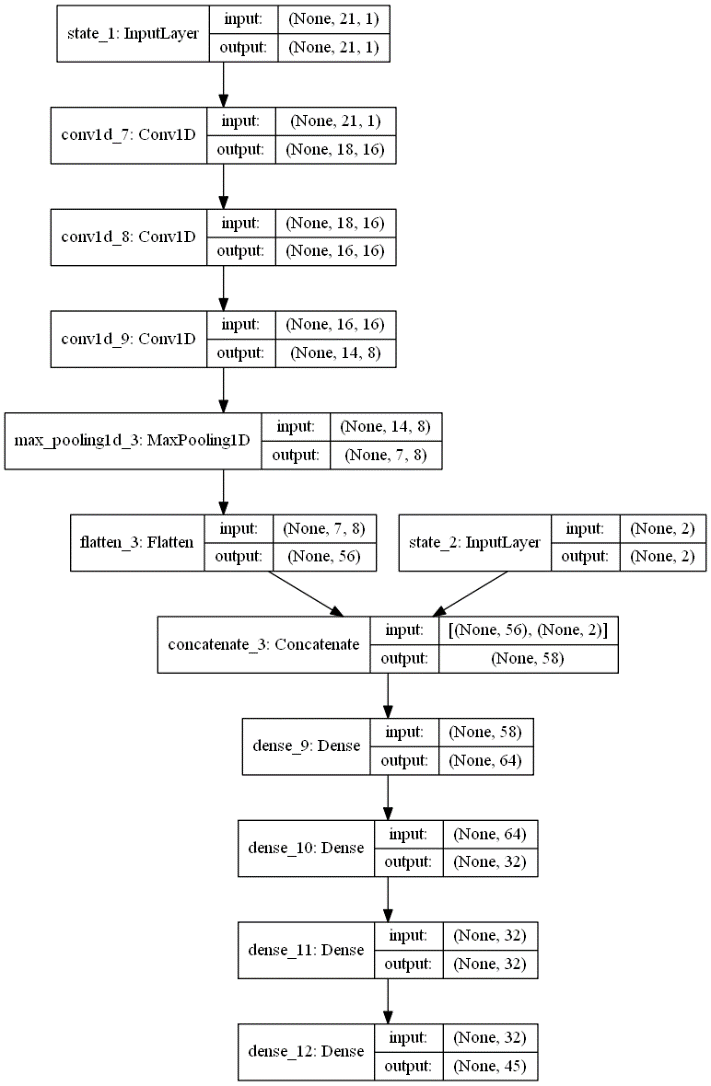 state_1: InputLayer
input: (None, 21, 1)
output: (None, 21, 1)
conv1d_7: Conv1D
input: (None, 21, 1)
output: (None, 18, 16)
conv1d_8: Conv1D
input: (None, 18, 16)
output: (None, 16, 16)
conv1d_9: Conv1D
input: (None, 16, 16)
output: (None, 14, 8)
max_pooling1d_3: MaxPooling1D
input: (None, 14, 8)
output: (None, 7, 8)
flatten_3: Flatten
input: (None, 7, 8)
output: (None, 56)
state_2: InputLayer
input: (None, 2)
output: (None, 2)
concatenate_3: Concatenate
input: [(None, 56), (None, 2)]
output: (None, 58)
dense_9: Dense
input: (None, 58)
output: (None, 64)
dense_10: Dense
input: (None, 64)
output: (None, 32)
dense_11: Dense
input: (None, 32)
output: (None, 32)
dense_12: Dense
input: (None, 32)
output: (None, 45)